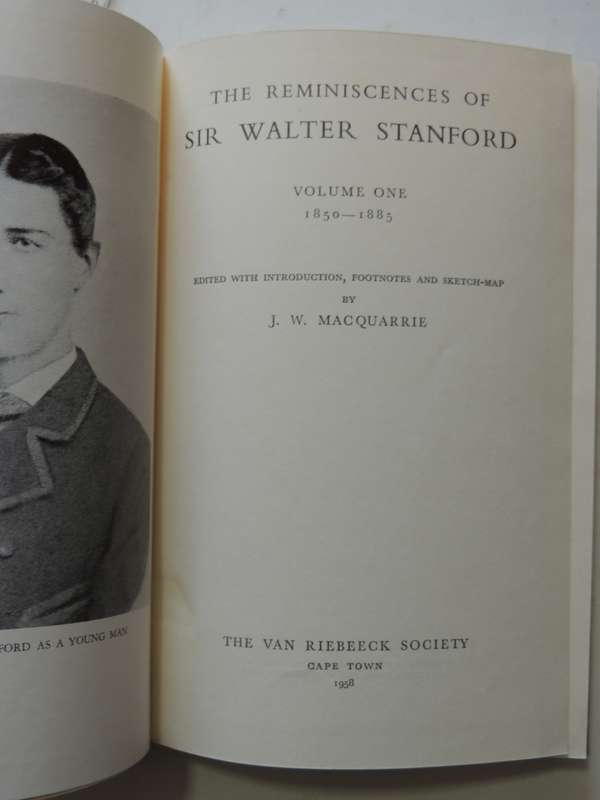 FORD AS A YOUNG MAN
THE REMINISCENCES OF
SIR WALTER STANFORD
VOLUME ONE
1850—1885
EDITED WITH INTRODUCTION, FOOTNOTES AND SKETCH-MAP
BY
J. W. MACQUARRIE
THE VAN RIEBEECK SOCIETY
CAPE TOWN
1958